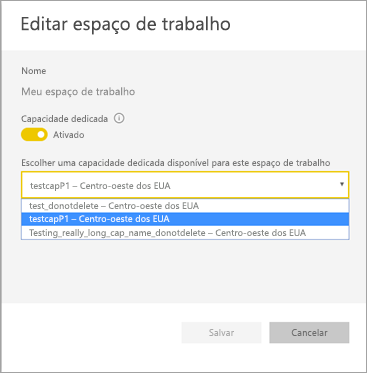 Editar espaço de trabalho
Nome
Meu espaço de trabalho
Capacidade dedicada
Ativado
Escolher uma capacidade dedicada disponível para este espaço de trabalho
testcapP1 – Centro-oeste dos EUA
test_donotdelete – Centro-oeste dos EUA
testcapP1 – Centro-oeste dos EUA
Testing_really_long_cap_name_donotdelete – Centro-oeste dos EUA
Salvar Cancelar